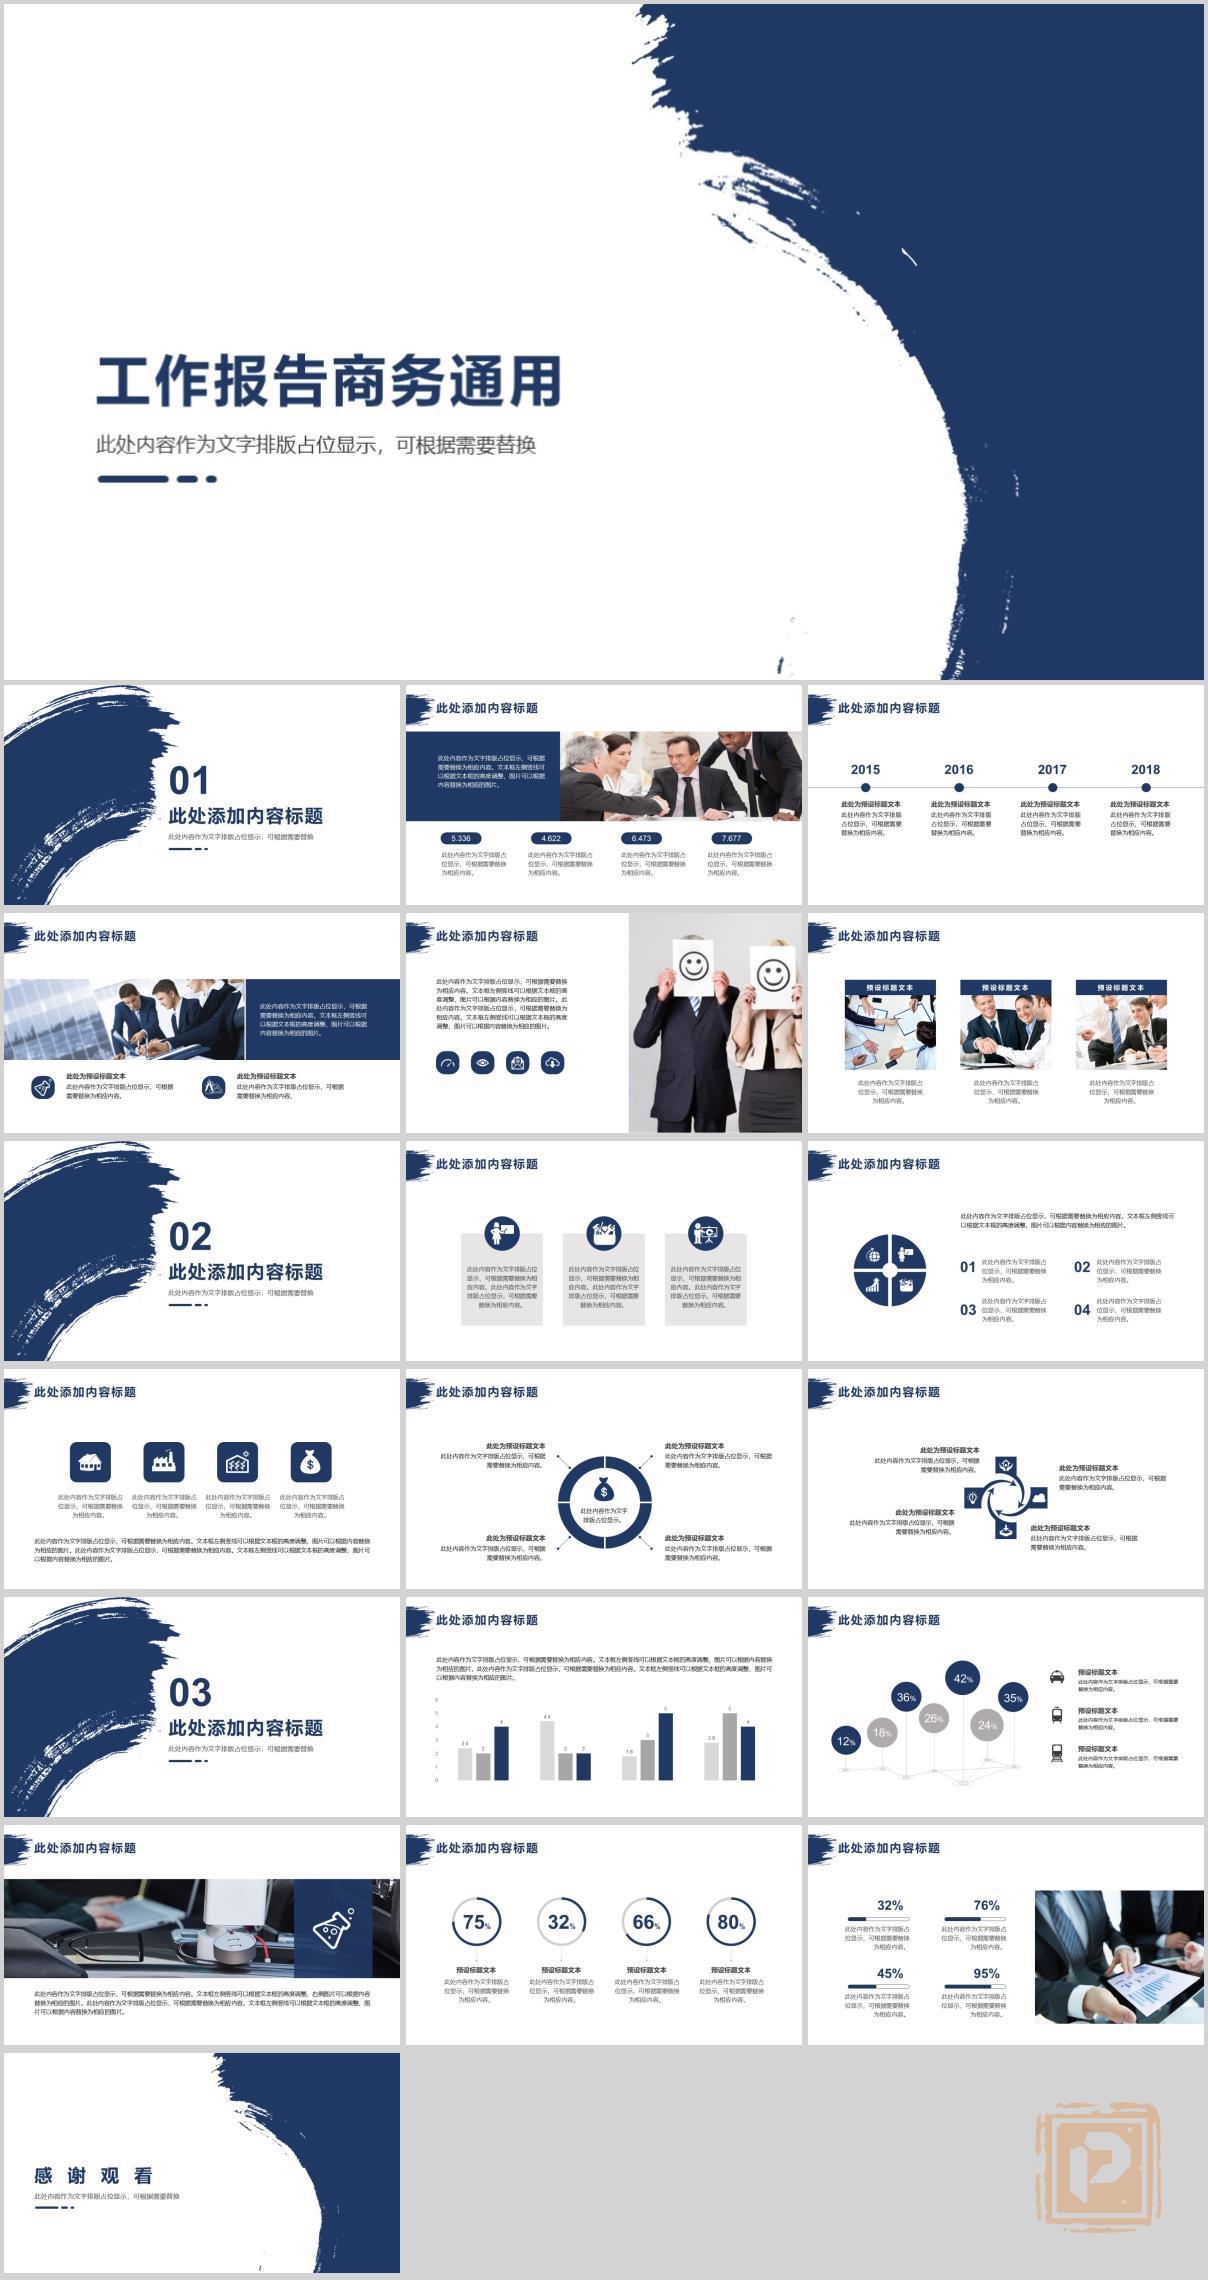 工作报告商务通用
此处内容作为文字排版占位显示，可根据需要替换
01
此处添加内容标题
此处内容作为文字排版占位显示，可根据需要替换
此处添加内容标题
此处内容作为文字排版占位显示，可根据
需要替换为相应内容。文本框左侧竖线可
以根据文本框的高度调整，图片可以根据
内容替换为相应的图片。
5.336
4.622
6.473
7.677
此处内容作为文字排版占
位显示，可根据需要替换
为相应内容。
此处内容作为文字排版占
位显示，可根据需要替换
为相应内容。
此处内容作为文字排版占
位显示，可根据需要替换
为相应内容。
此处内容作为文字排版占
位显示，可根据需要替换
为相应内容。
此处添加内容标题
2015
2016
2017
2018
此处为预设标题文本
此处内容作为文字排版
占位显示，可根据需要
替换为相应内容。
此处为预设标题文本
此处内容作为文字排版
占位显示，可根据需要
替换为相应内容。
此处为预设标题文本
此处内容作为文字排版
占位显示，可根据需要
替换为相应内容。
此处为预设标题文本
此处内容作为文字排版
占位显示，可根据需要
替换为相应内容。
此处添加内容标题
此处内容作为文字排版占位显示，可根据
需要替换为相应内容。文本框左侧竖线可
以根据文本框的高度调整，图片可以根据
内容替换为相应的图片。
此处为预设标题文本
此处内容作为文字排版占位显示，可根据
需要替换为相应内容。
此处为预设标题文本
此处内容作为文字排版占位显示，可根据
需要替换为相应内容。
此处添加内容标题
此处内容作为文字排版占位显示，可根据需要替换
为相应内容。文本框左侧竖线可以根据文本框的高
度调整，图片可以根据内容替换为相应的图片。此
处内容作为文字排版占位显示，可根据需要替换为
相应内容。文本框左侧竖线可以根据文本框的高度
调整，图片可以根据内容替换为相应的图片。
此处添加内容标题
预设标题文本
预设标题文本
预设标题文本
此处内容作为文字排版占
位显示，可根据需要替换
为相应内容。
此处内容作为文字排版占
位显示，可根据需要替换
为相应内容。
此处内容作为文字排版占
位显示，可根据需要替换
为相应内容。
02
此处添加内容标题
此处内容作为文字排版占位显示，可根据需要替换
此处添加内容标题
此处内容作为文字排版占位
显示，可根据需要替换为相
应内容。此处内容作为文字
排版占位显示，可根据需要
替换为相应内容。
此处内容作为文字排版占位
显示，可根据需要替换为相
应内容。此处内容作为文字
排版占位显示，可根据需要
替换为相应内容。
此处内容作为文字排版占位
显示，可根据需要替换为相
应内容。此处内容作为文字
排版占位显示，可根据需要
替换为相应内容。
此处添加内容标题
此处内容作为文字排版占位显示，可根据需要替换为相应内容。文本框左侧竖线可
以根据文本框的高度调整，图片可以根据内容替换为相应的图片。
01
此处内容作为文字排版占
位显示，可根据需要替换
为相应内容。
02
此处内容作为文字排版占
位显示，可根据需要替换
为相应内容。
03
此处内容作为文字排版占
位显示，可根据需要替换
为相应内容。
04
此处内容作为文字排版占
位显示，可根据需要替换
为相应内容。
此处添加内容标题
此处内容作为文字排版占
位显示，可根据需要替换
为相应内容。
此处内容作为文字排版占
位显示，可根据需要替换
为相应内容。
此处内容作为文字排版占
位显示，可根据需要替换
为相应内容。
此处内容作为文字排版占
位显示，可根据需要替换
为相应内容。
此处内容作为文字排版占位显示，可根据需要替换为相应内容。文本框左侧竖线可以根据文本框的高度调整，图片可以根据内容替换
为相应的图片。此处内容作为文字排版占位显示，可根据需要替换为相应内容。文本框左侧竖线可以根据文本框的高度调整，图片可
以根据内容替换为相应的图片。
此处添加内容标题
此处为预设标题文本
此处内容作为文字排版占位显示，可根据
需要替换为相应内容。
此处为预设标题文本
此处内容作为文字排版占位显示，可根据
需要替换为相应内容。
此处内容作为文字
排版占位显示。
此处为预设标题文本
此处内容作为文字排版占位显示，可根据
需要替换为相应内容。
此处为预设标题文本
此处内容作为文字排版占位显示，可根据
需要替换为相应内容。
此处添加内容标题
此处为预设标题文本
此处内容作为文字排版占位显示，可根据
需要替换为相应内容。
此处为预设标题文本
此处内容作为文字排版占位显示，可根据
需要替换为相应内容。
此处为预设标题文本
此处内容作为文字排版占位显示，可根据
需要替换为相应内容。
此处为预设标题文本
此处内容作为文字排版占位显示，可根据
需要替换为相应内容。
03
此处添加内容标题
此处内容作为文字排版占位显示，可根据需要替换
此处添加内容标题
此处内容作为文字排版占位显示，可根据需要替换为相应内容。文本框左侧竖线可以根据文本框的高度调整，图片可以根据内容替换
为相应的图片。此处内容作为文字排版占位显示，可根据需要替换为相应内容。文本框左侧竖线可以根据文本框的高度调整，图片可
以根据内容替换为相应的图片。
6
5
4
3
2
1
0
2.4
2
4
4.4
2
2
1.8
3
5
2.8
5
4
此处添加内容标题
12%
18%
36%
26%
42%
24%
35%
预设标题文本
此处内容作为文字排版占位显示，可根据需要
替换为相应内容。
预设标题文本
此处内容作为文字排版占位显示，可根据需要
替换为相应内容。
预设标题文本
此处内容作为文字排版占位显示，可根据需要
替换为相应内容。
此处添加内容标题
此处内容作为文字排版占位显示，可根据需要替换为相应内容。文本框左侧竖线可以根据文本框的高度调整，右侧图片可以根据内容
替换为相应的图片。此处内容作为文字排版占位显示，可根据需要替换为相应内容。文本框左侧竖线可以根据文本框的高度调整，图
片可以根据内容替换为相应的图片。
此处添加内容标题
75%
32%
66%
80%
预设标题文本
此处内容作为文字排版占
位显示，可根据需要替换
为相应内容。
预设标题文本
此处内容作为文字排版占
位显示，可根据需要替换
为相应内容。
预设标题文本
此处内容作为文字排版占
位显示，可根据需要替换
为相应内容。
预设标题文本
此处内容作为文字排版占
位显示，可根据需要替换
为相应内容。
此处添加内容标题
32%
此处内容作为文字排版占
位显示，可根据需要替换
为相应内容。
76%
此处内容作为文字排版占
位显示，可根据需要替换
为相应内容。
45%
此处内容作为文字排版占
位显示，可根据需要替换
为相应内容。
95%
此处内容作为文字排版占
位显示，可根据需要替换
为相应内容。
感谢观看
此处内容作为文字排版占位显示，可根据需要替换
P